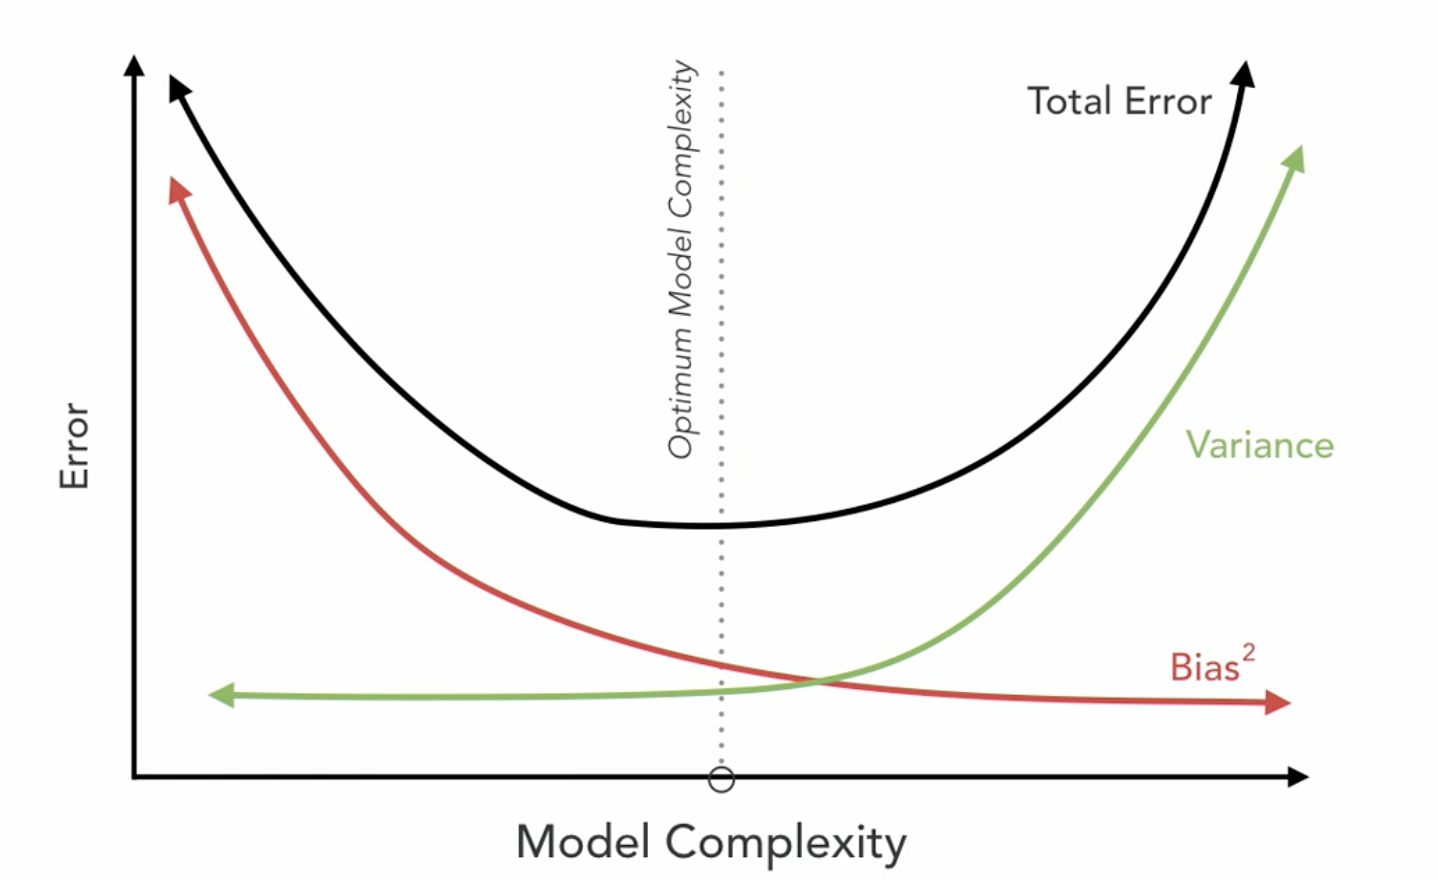 Optimum Model Complexity
Total Error
Error
Variance
Bias²
Model Complexity